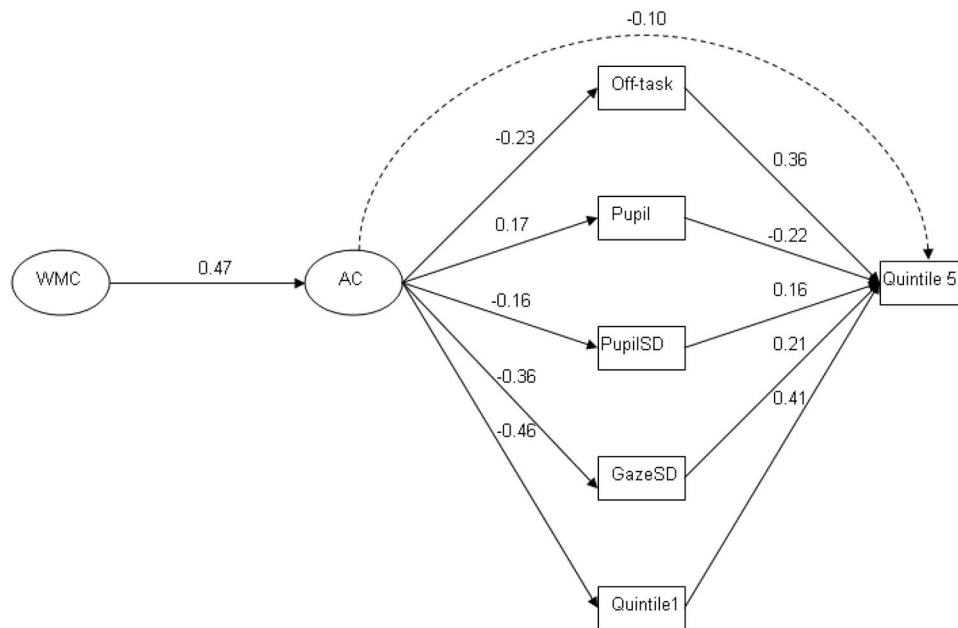 -0.10
Off-task
-0.23
0.36
Pupil
0.17
-0.22
WMC
0.47
AC
Quintile 5
-0.16
0.16
PupilSD
0.21
-0.36
0.41
-0.46
GazeSD
Quintile1